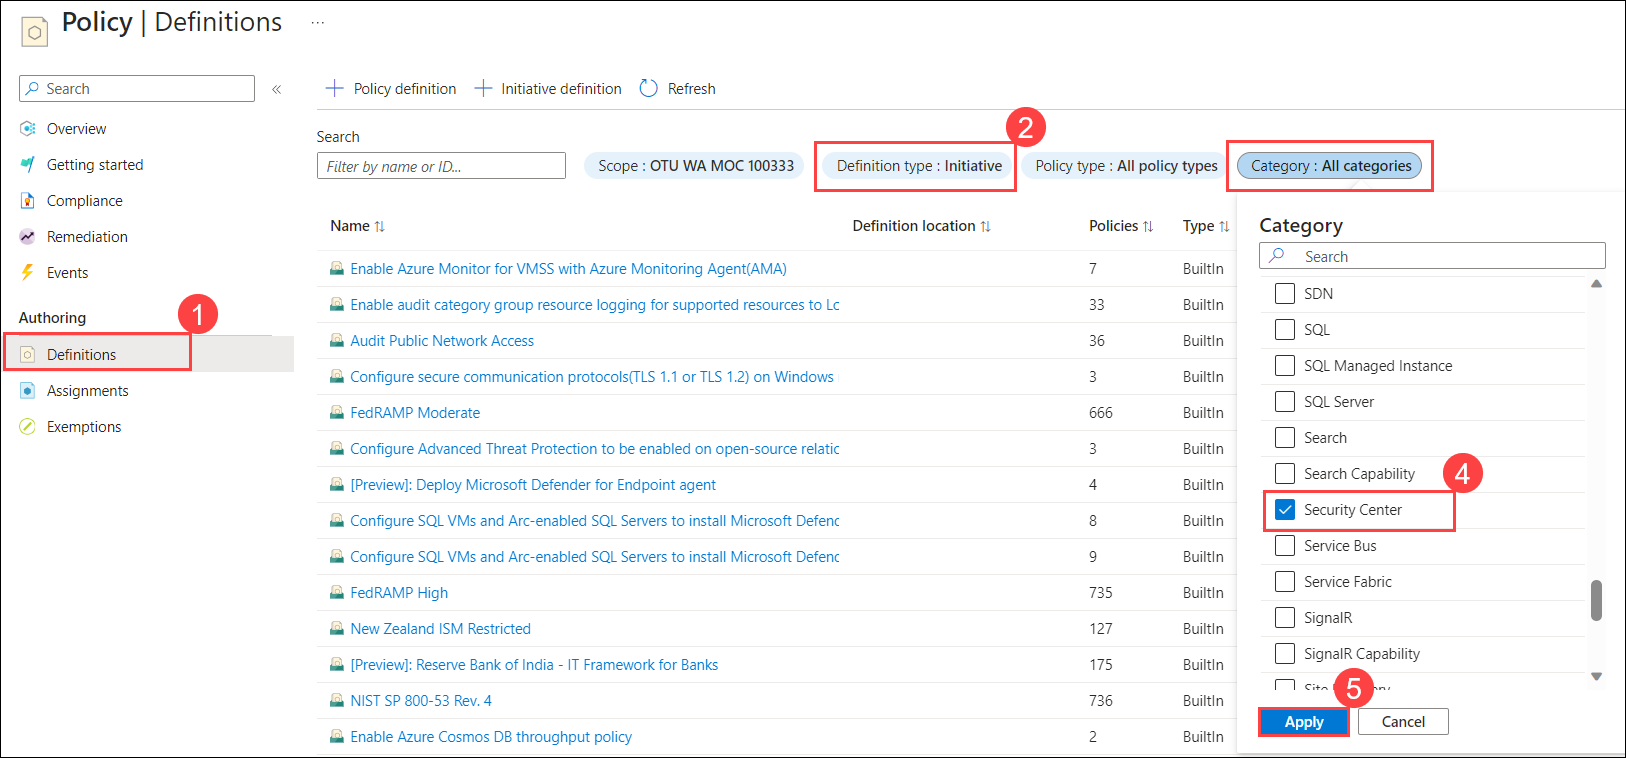 Policy | Definitions ...
Search «
Overview
Getting started
Compliance
Remediation
Events
Authoring
1
Definitions
Assignments
Exemptions
Policy definition Initiative definition Refresh
Search
2
Filter by name or ID...
Scope : OTU WA MOC 100333
Definition type : Initiative
Policy type : All policy types
Category : All categories
Name Definition location Policies Type
Enable Azure Monitor for VMSS with Azure Monitoring Agent(AMA) 7 BuiltIn
Enable audit category group resource logging for supported resources to Lo 33 BuiltIn
Audit Public Network Access 36 BuiltIn
Configure secure communication protocols(TLS 1.1 or TLS 1.2) on Windows 3 BuiltIn
FedRAMP Moderate 666 BuiltIn
Configure Advanced Threat Protection to be enabled on open-source relatic 3 BuiltIn
[Preview]: Deploy Microsoft Defender for Endpoint agent 4 BuiltIn
Configure SQL VMs and Arc-enabled SQL Servers to install Microsoft Defenc 8 BuiltIn
Configure SQL VMs and Arc-enabled SQL Servers to install Microsoft Defenc 9 BuiltIn
FedRAMP High 735 BuiltIn
New Zealand ISM Restricted 127 BuiltIn
[Preview]: Reserve Bank of India - IT Framework for Banks 175 BuiltIn
NIST SP 800-53 Rev. 4 736 BuiltIn
Enable Azure Cosmos DB throughput policy 2 BuiltIn
Category
Search
SDN
SQL
SQL Managed Instance
SQL Server
Search
Search Capability
4
Security Center
Service Bus
Service Fabric
SignalR
SignalR Capability
5
Apply Cancel